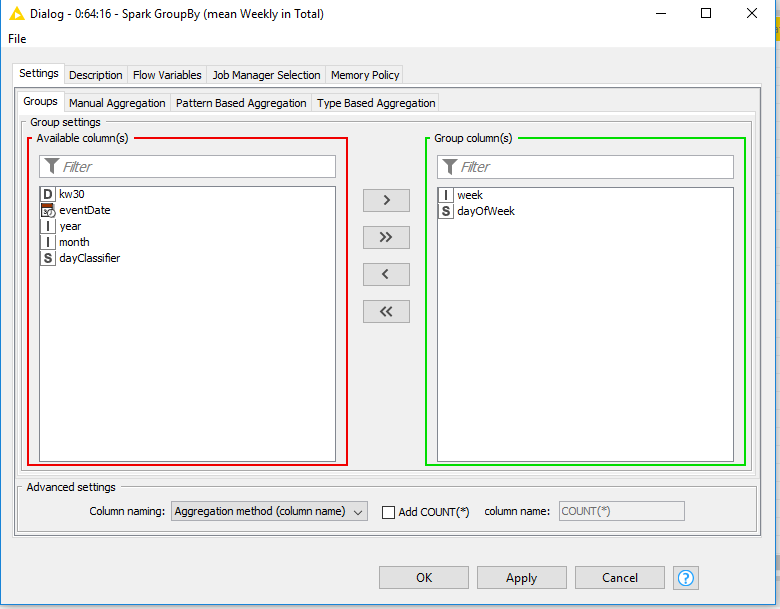 Dialog - 0:64:16 - Spark GroupBy (mean Weekly in Total)
File
Settings Description Flow Variables Job Manager Selection Memory Policy
Groups Manual Aggregation Pattern Based Aggregation Type Based Aggregation
Group settings
Available column(s) Group column(s)
Filter Filter
D kw30 I week
eventDate S dayOfWeek
I year
I month
S dayClassifier
> 
>>
<
<<
Advanced settings
Column naming: Aggregation method (column name) Add COUNT(*) column name: COUNT(*)
OK Apply Cancel ?